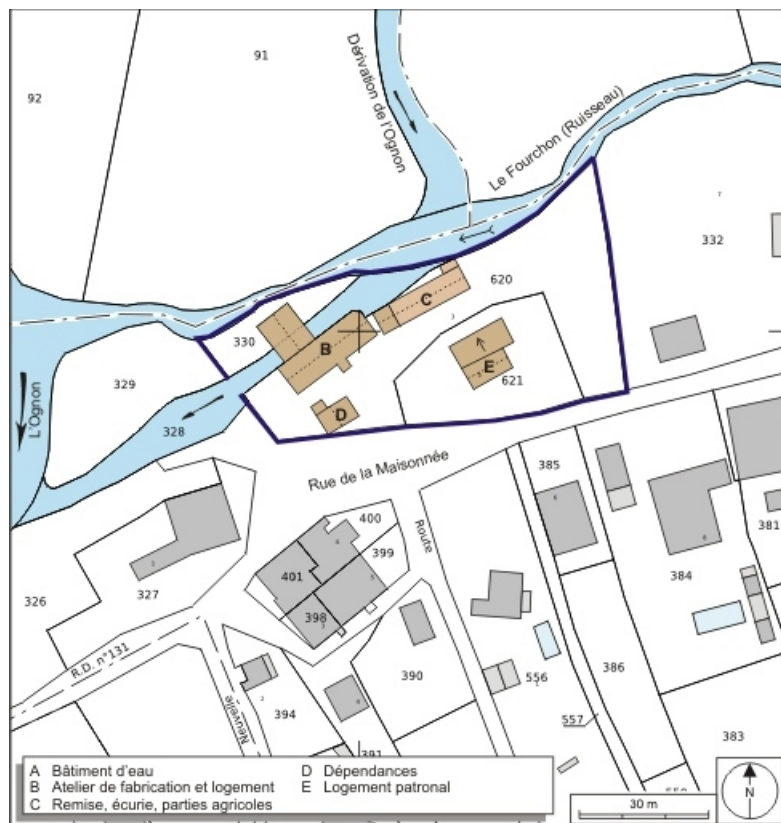 91
92
Dérivation de l'Ognon
Le Fourchon (Ruisseau)
332
620
C
330
B
E
621
329
D
L'Ognon
328
Rue de la Maisonnée
385
400
Route
399
381
401
384
326
327
398
R.D. n°131
386
390
556
Neuvelle
394
557
391
383
A Bâtiment d'eau
B Atelier de fabrication et logement
C Remise, écurie, parties agricoles
D Dépendances
E Logement patronal
30 m
N